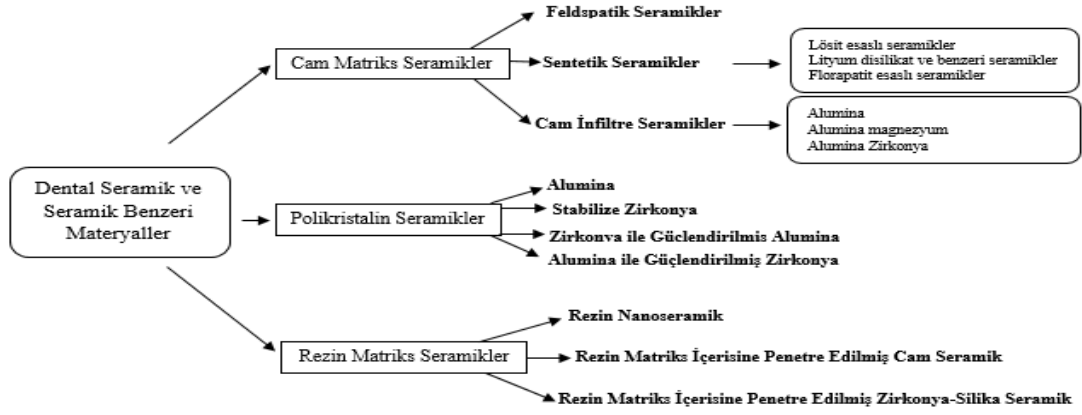 Dental Seramik ve
Seramik Benzeri
Materyaller
Cam Matriks Seramikler
Feldspatik Seramikler
Sentetik Seramikler
Lösit esaslı seramikler
Lityum disilikat ve benzeri seramikler
Florapatit esaslı seramikler
Cam İnfiltre Seramikler
Alumina
Alumina magnezyum
Alumina Zirkonya
Polikristalin Seramikler
Alumina
Stabilize Zirkonya
Zirkonva ile Güclendirilmis Alumina
Alumina ile Güçlendirilmiş Zirkonya
Rezin Matriks Seramikler
Rezin Nanoseramik
Rezin Matriks İçerisine Penetre Edilmiş Cam Seramik
Rezin Matriks İçerisine Penetre Edilmiş Zirkonya-Silika Seramik